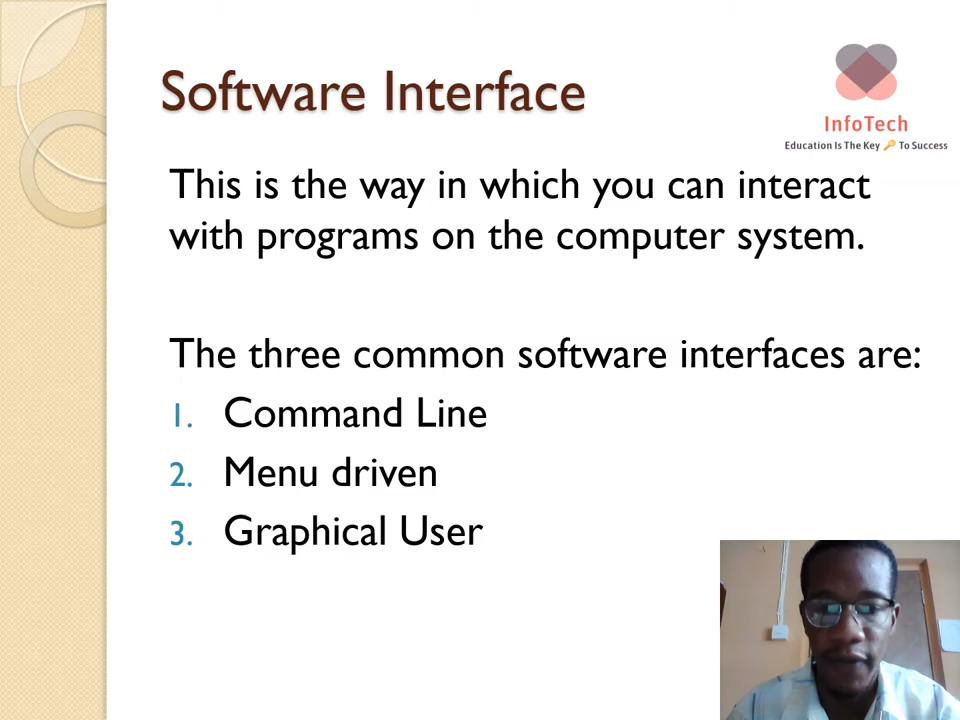 Software Interface
InfoTech
Education Is The Key 🔑 To Success
This is the way in which you can interact
with programs on the computer system.
The three common software interfaces are:
1. Command Line
2. Menu driven
3. Graphical User